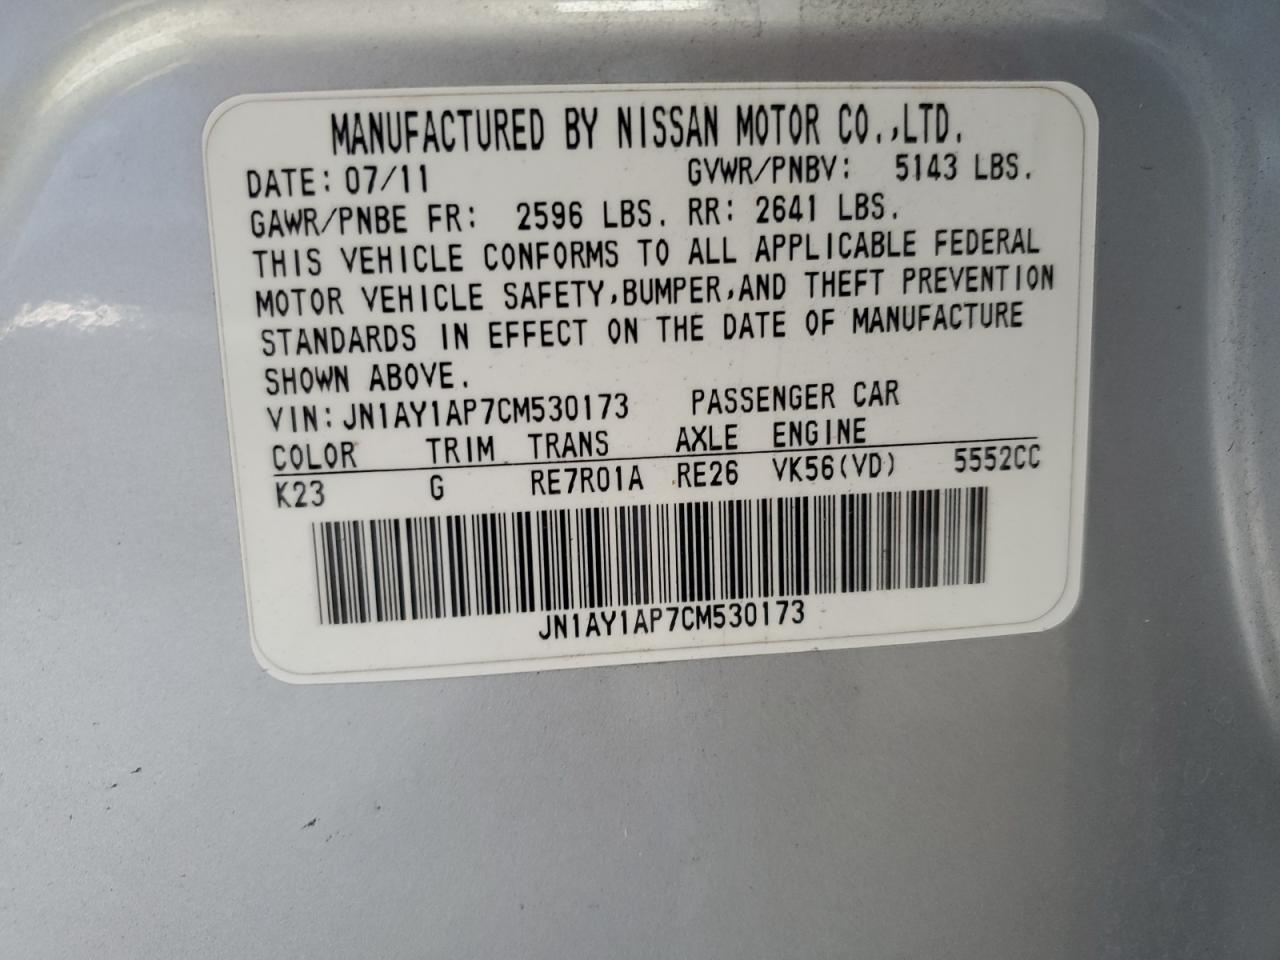 MANUFACTURED BY NISSAN MOTOR CO.,LTD.
DATE: 07/11 GVWR/PNBV: 5143 LBS.
GAWR/PNBE FR: 2596 LBS. RR: 2641 LBS.
THIS VEHICLE CONFORMS TO ALL APPLICABLE FEDERAL
MOTOR VEHICLE SAFETY,BUMPER,AND THEFT PREVENTION
STANDARDS IN EFFECT ON THE DATE OF MANUFACTURE
SHOWN ABOVE.
VIN: JN1AY1AP7CM530173 PASSENGER CAR
COLOR TRIM TRANS AXLE ENGINE
K23 G RE7R01A RE26 VK56(VD) 5552CC
JN1AY1AP7CM530173